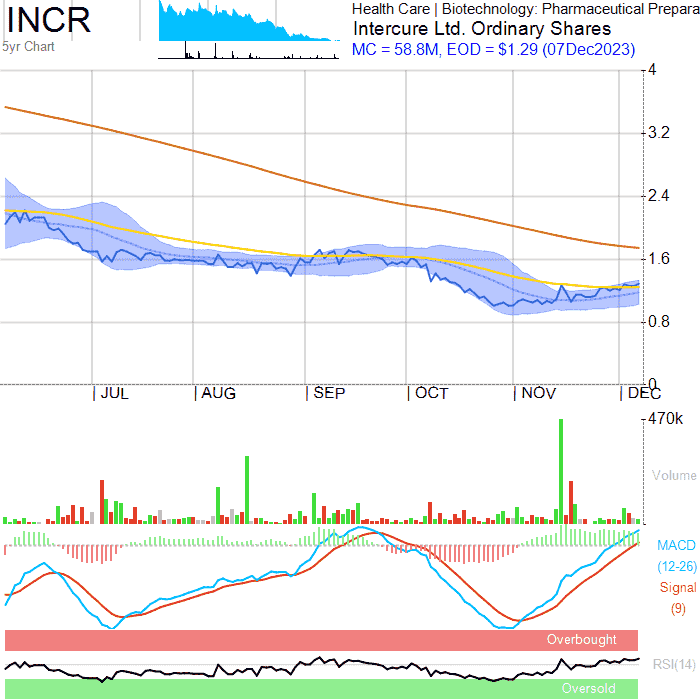 INCR
5yr Chart
Health Care | Biotechnology: Pharmaceutical Prepara
Intercure Ltd. Ordinary Shares
MC = 58.8M, EOD = $1.29 (07Dec2023)
4
3.2
2.4
1.6
0.8
0
JUL AUG SEP OCT NOV DEC
470k
Volume
MACD
(12-26)
Signal
(9)
Overbought
RSI(14)
Oversold